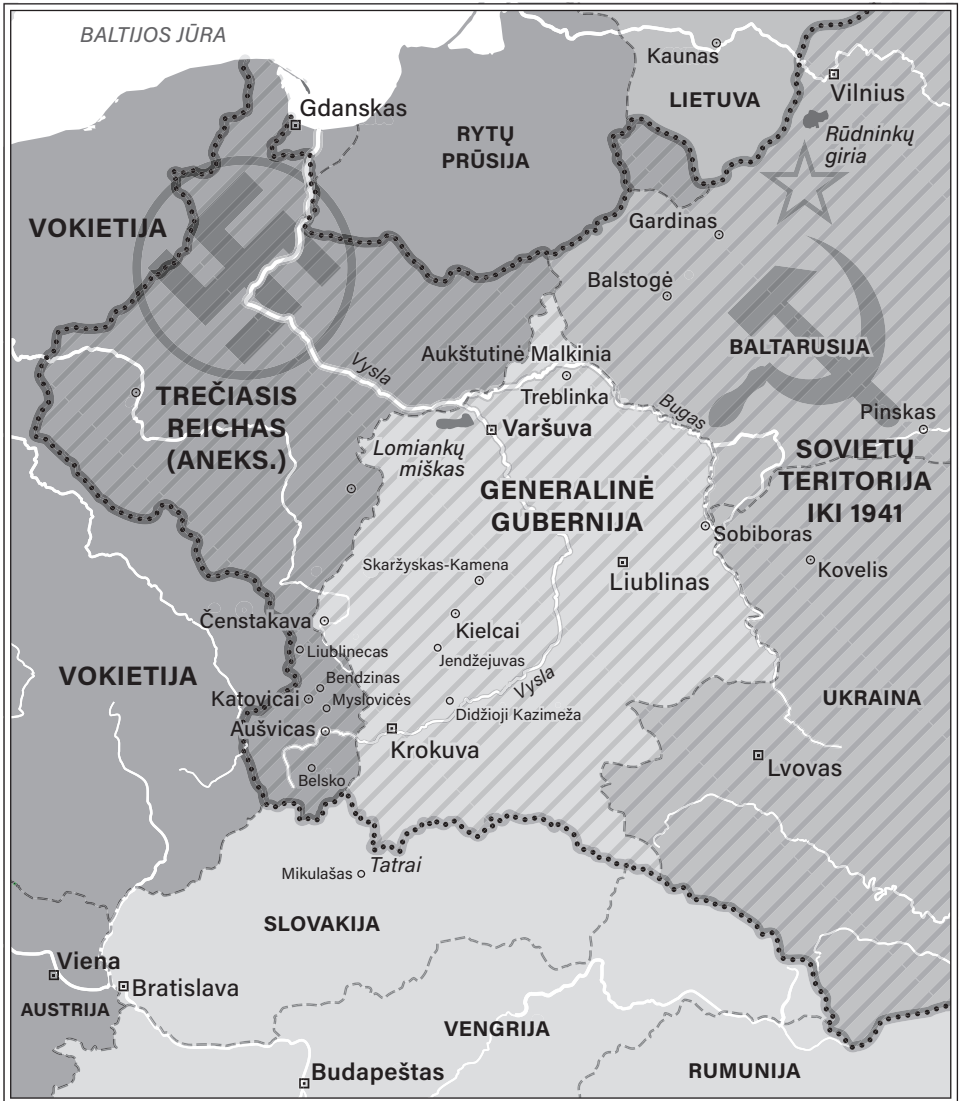 BALTIJOS JŪRA
Kaunas
LIETUVA
Vilnius
Gdanskas
RYTŲ
PRŪSIJA
Rūdninkų
giria
VOKIETIJA
Gardinas
Balstogė
BALTARUSIJA
Aukštutinė Malkinia
Vysla
Treblinka
Bugas
Pinskas
TREČIASIS
REICHAS
(ANEKS.)
Varšuva
Lomiankų
miškas
SOVIETŲ
TERITORIJA
IKI 1941
GENERALINĖ
GUBERNIJA
Sobiboras
Skaržyskas-Kamena
Liublinas
Kovelis
Čenstakava
Kielcai
Liublinecas
Jendžejuvas
VOKIETIJA
Bendzinas
Katovicai
Myslovicės
Vysla
UKRAINA
Aušvicas
Didžioji Kazimeža
Krokuva
Lvovas
Belsko
Tatrai
Mikulašas
SLOVAKIJA
Viena
Bratislava
AUSTRIJA
VENGRIJA
Budapeštas
RUMUNIJA